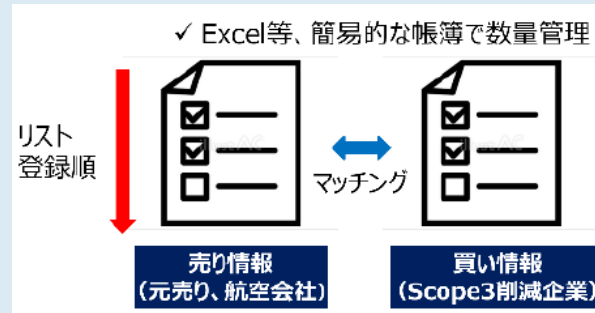 ✓ Excel等、簡易的な帳簿で数量管理
リスト
登録順
マッチング
売り情報
(元売り、航空会社)
買い情報
(Scope3削減企業)